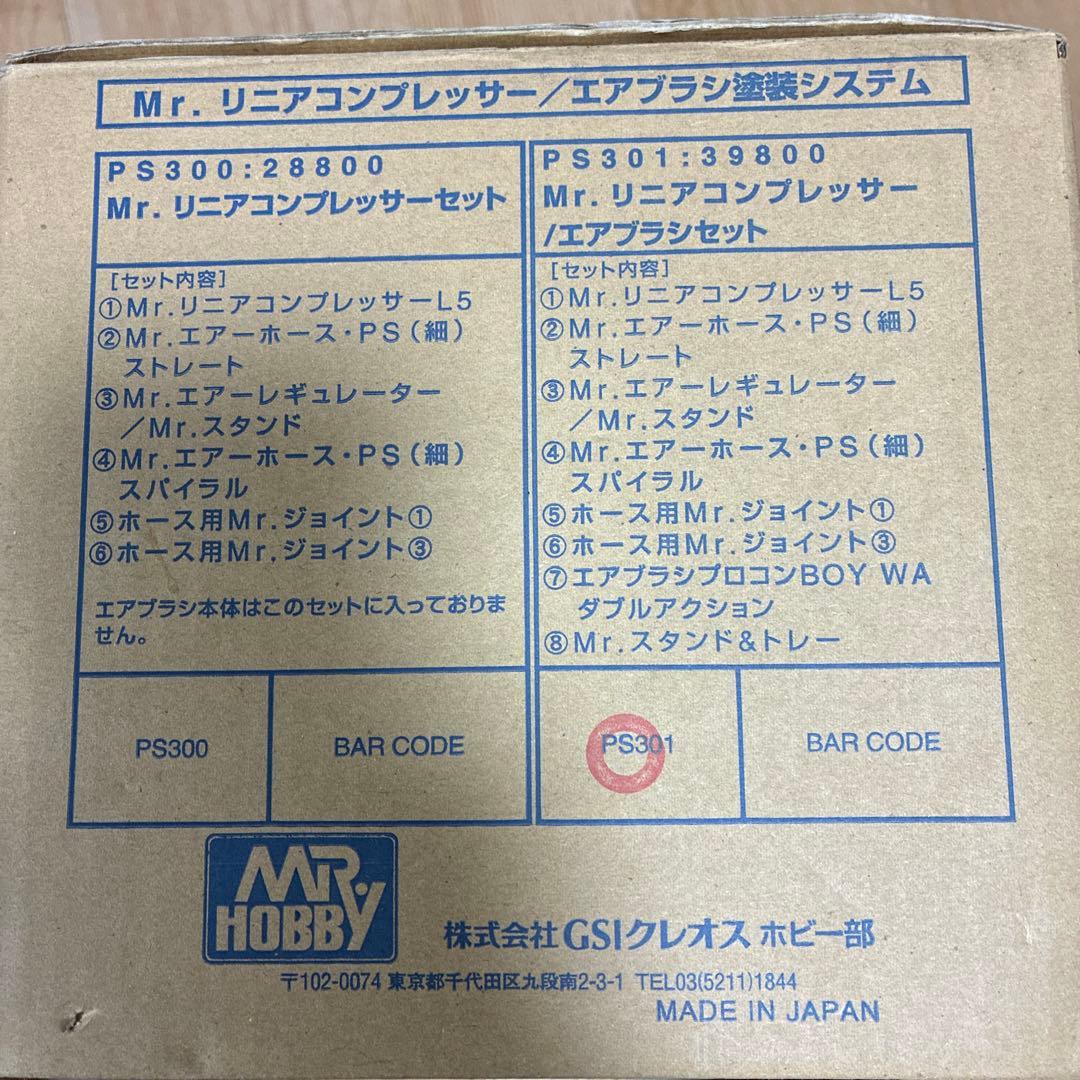 Mr. リニアコンプレッサー／エアブラシ塗装システム
PS300:28800
Mr. リニアコンプレッサーセット
[セット内容]
①Mr.リニアコンプレッサーL5
②Mr.エアーホース・PS（細）
ストレート
③Mr.エアーレギュレーター
／Mr.スタンド
④Mr.エアーホース・PS（細）
スパイラル
⑤ホース用Mr.ジョイント①
⑥ホース用Mr.ジョイント③
エアブラシ本体はこのセットに入っておりま
せん。
PS300
BAR CODE
PS301:39800
Mr. リニアコンプレッサー
/エアブラシセット
[セット内容]
①Mr.リニアコンプレッサーL5
②Mr.エアーホース・PS（細）
ストレート
③Mr.エアーレギュレーター
／Mr.スタンド
④Mr.エアーホース・PS（細）
スパイラル
⑤ホース用Mr.ジョイント①
⑥ホース用Mr.ジョイント③
⑦エアブラシプロコンBOY WA
ダブルアクション
⑧Mr.スタンド&トレー
PS301
BAR CODE
MR.
HOBBY
株式会社GSIクレオス ホビー部
〒102-0074 東京都千代田区九段南2-3-1 TEL03(5211)1844
MADE IN JAPAN